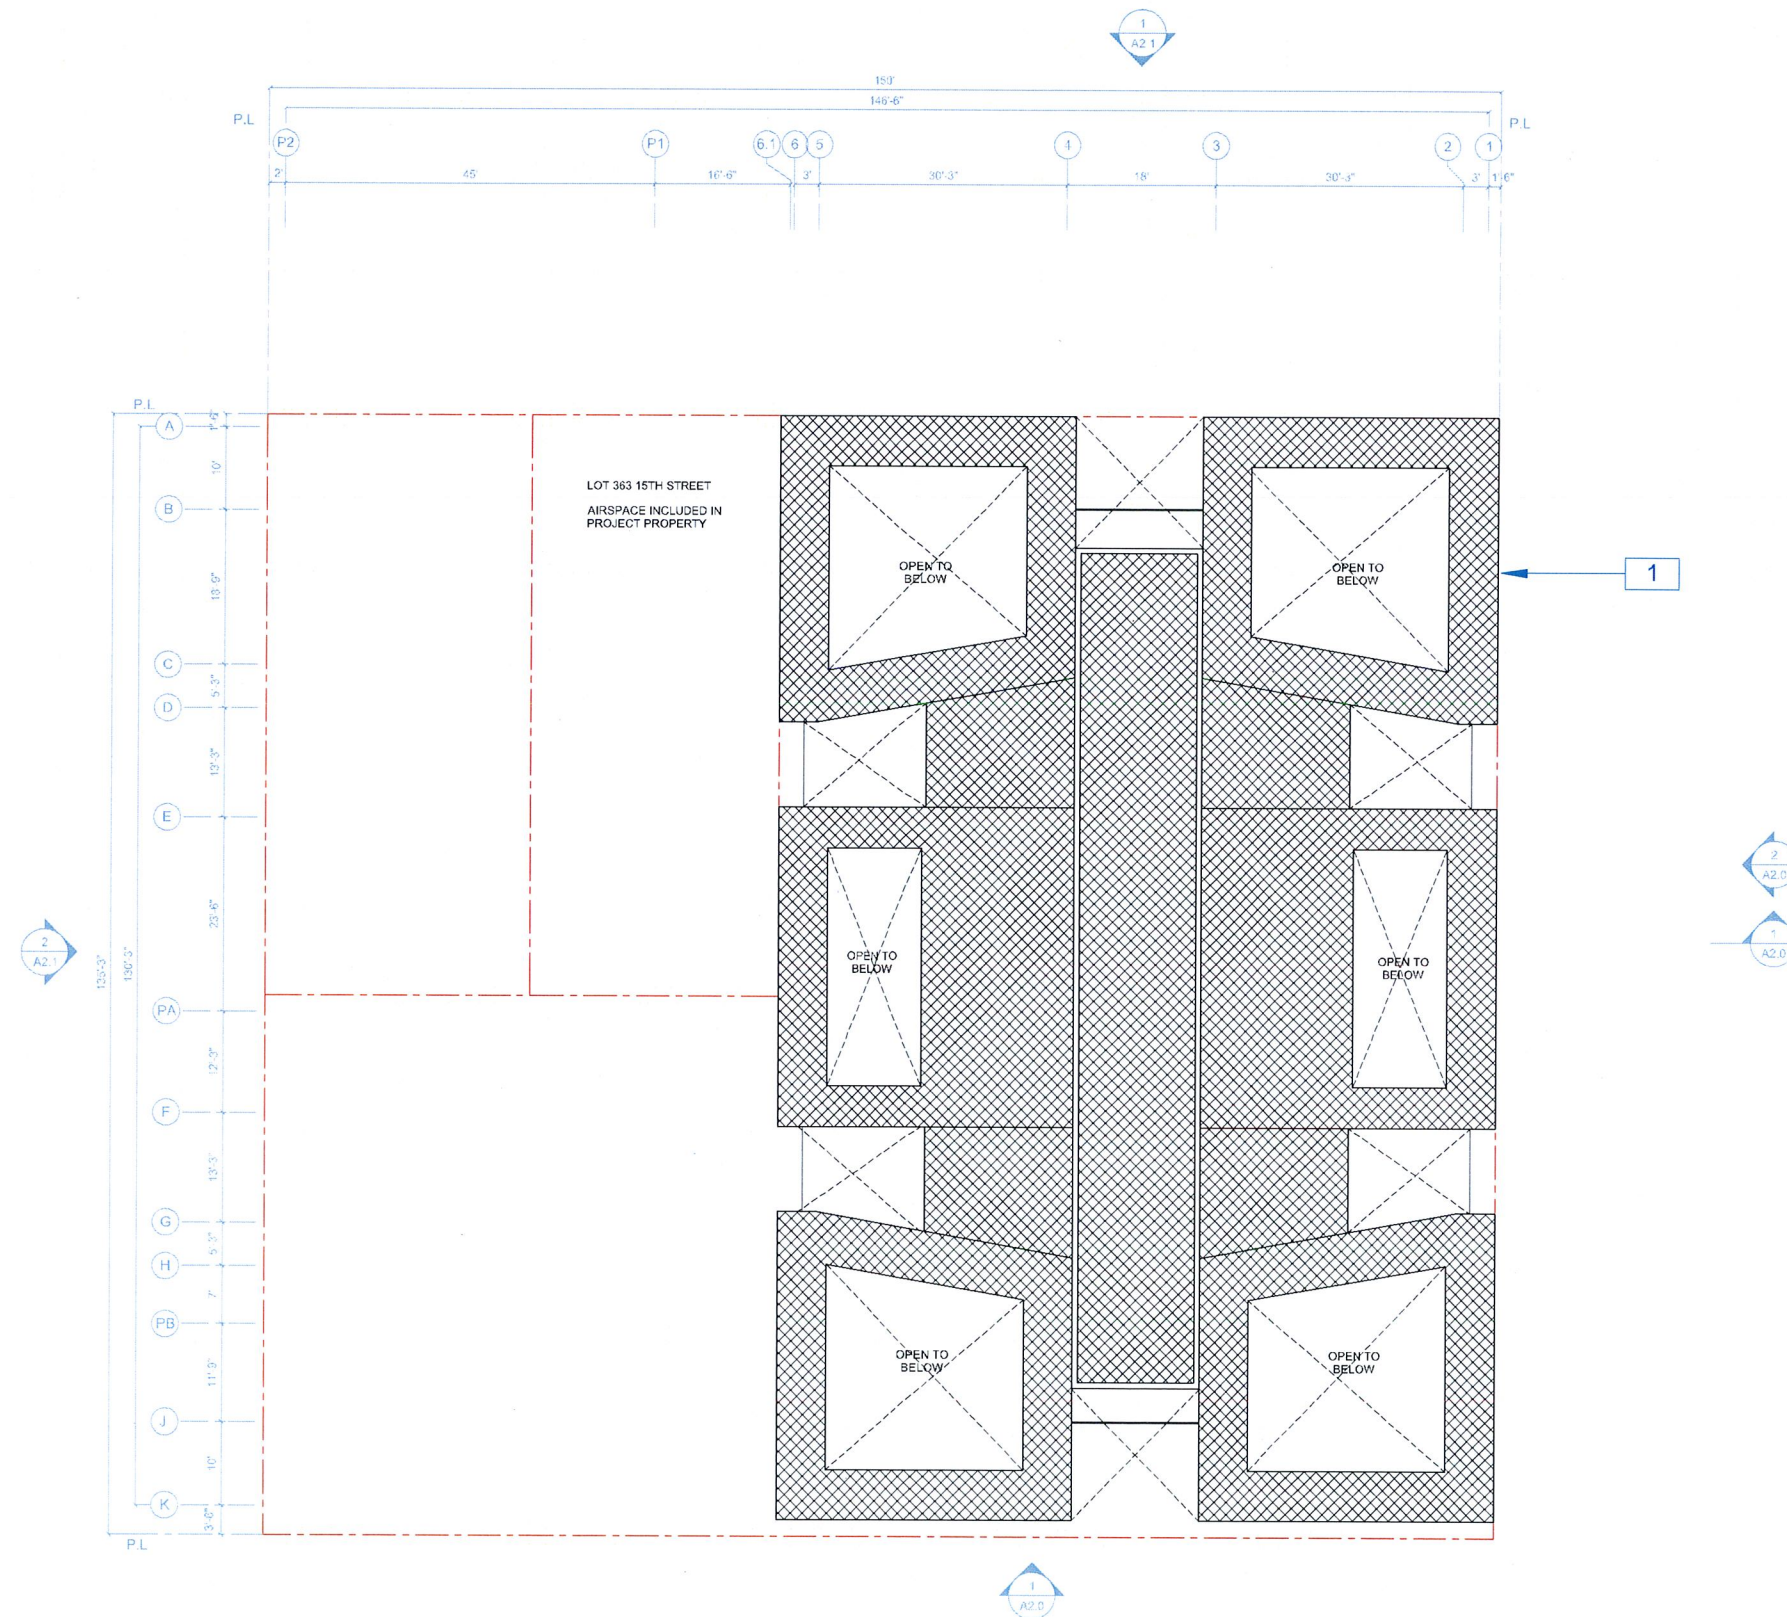 1
A2.1
150'
146'-6"
P.L
P.L
P2
P1
6.1
6
5
4
3
2
1
2'
45'
16'-6"
3'
30'-3"
18'
30'-3"
3'
1'6"
P.L
A
1'-6"
10'
LOT 363 15TH STREET
B
AIRSPACE INCLUDED IN
PROJECT PROPERTY
OPEN TO
BELOW
OPEN TO
BELOW
1
18'-9"
C
5'-3"
D
13'-3"
E
2
A2.0
23'-6"
2
A2.1
135'-3"
130'-3"
OPEN TO
BELOW
OPEN TO
BELOW
1
A2.0
PA
12'-3"
F
13'-3"
G
5'-3"
H
7'
PB
11'-9"
OPEN TO
BELOW
OPEN TO
BELOW
J
10'
K
3'-6"
P.L
1
A2.0